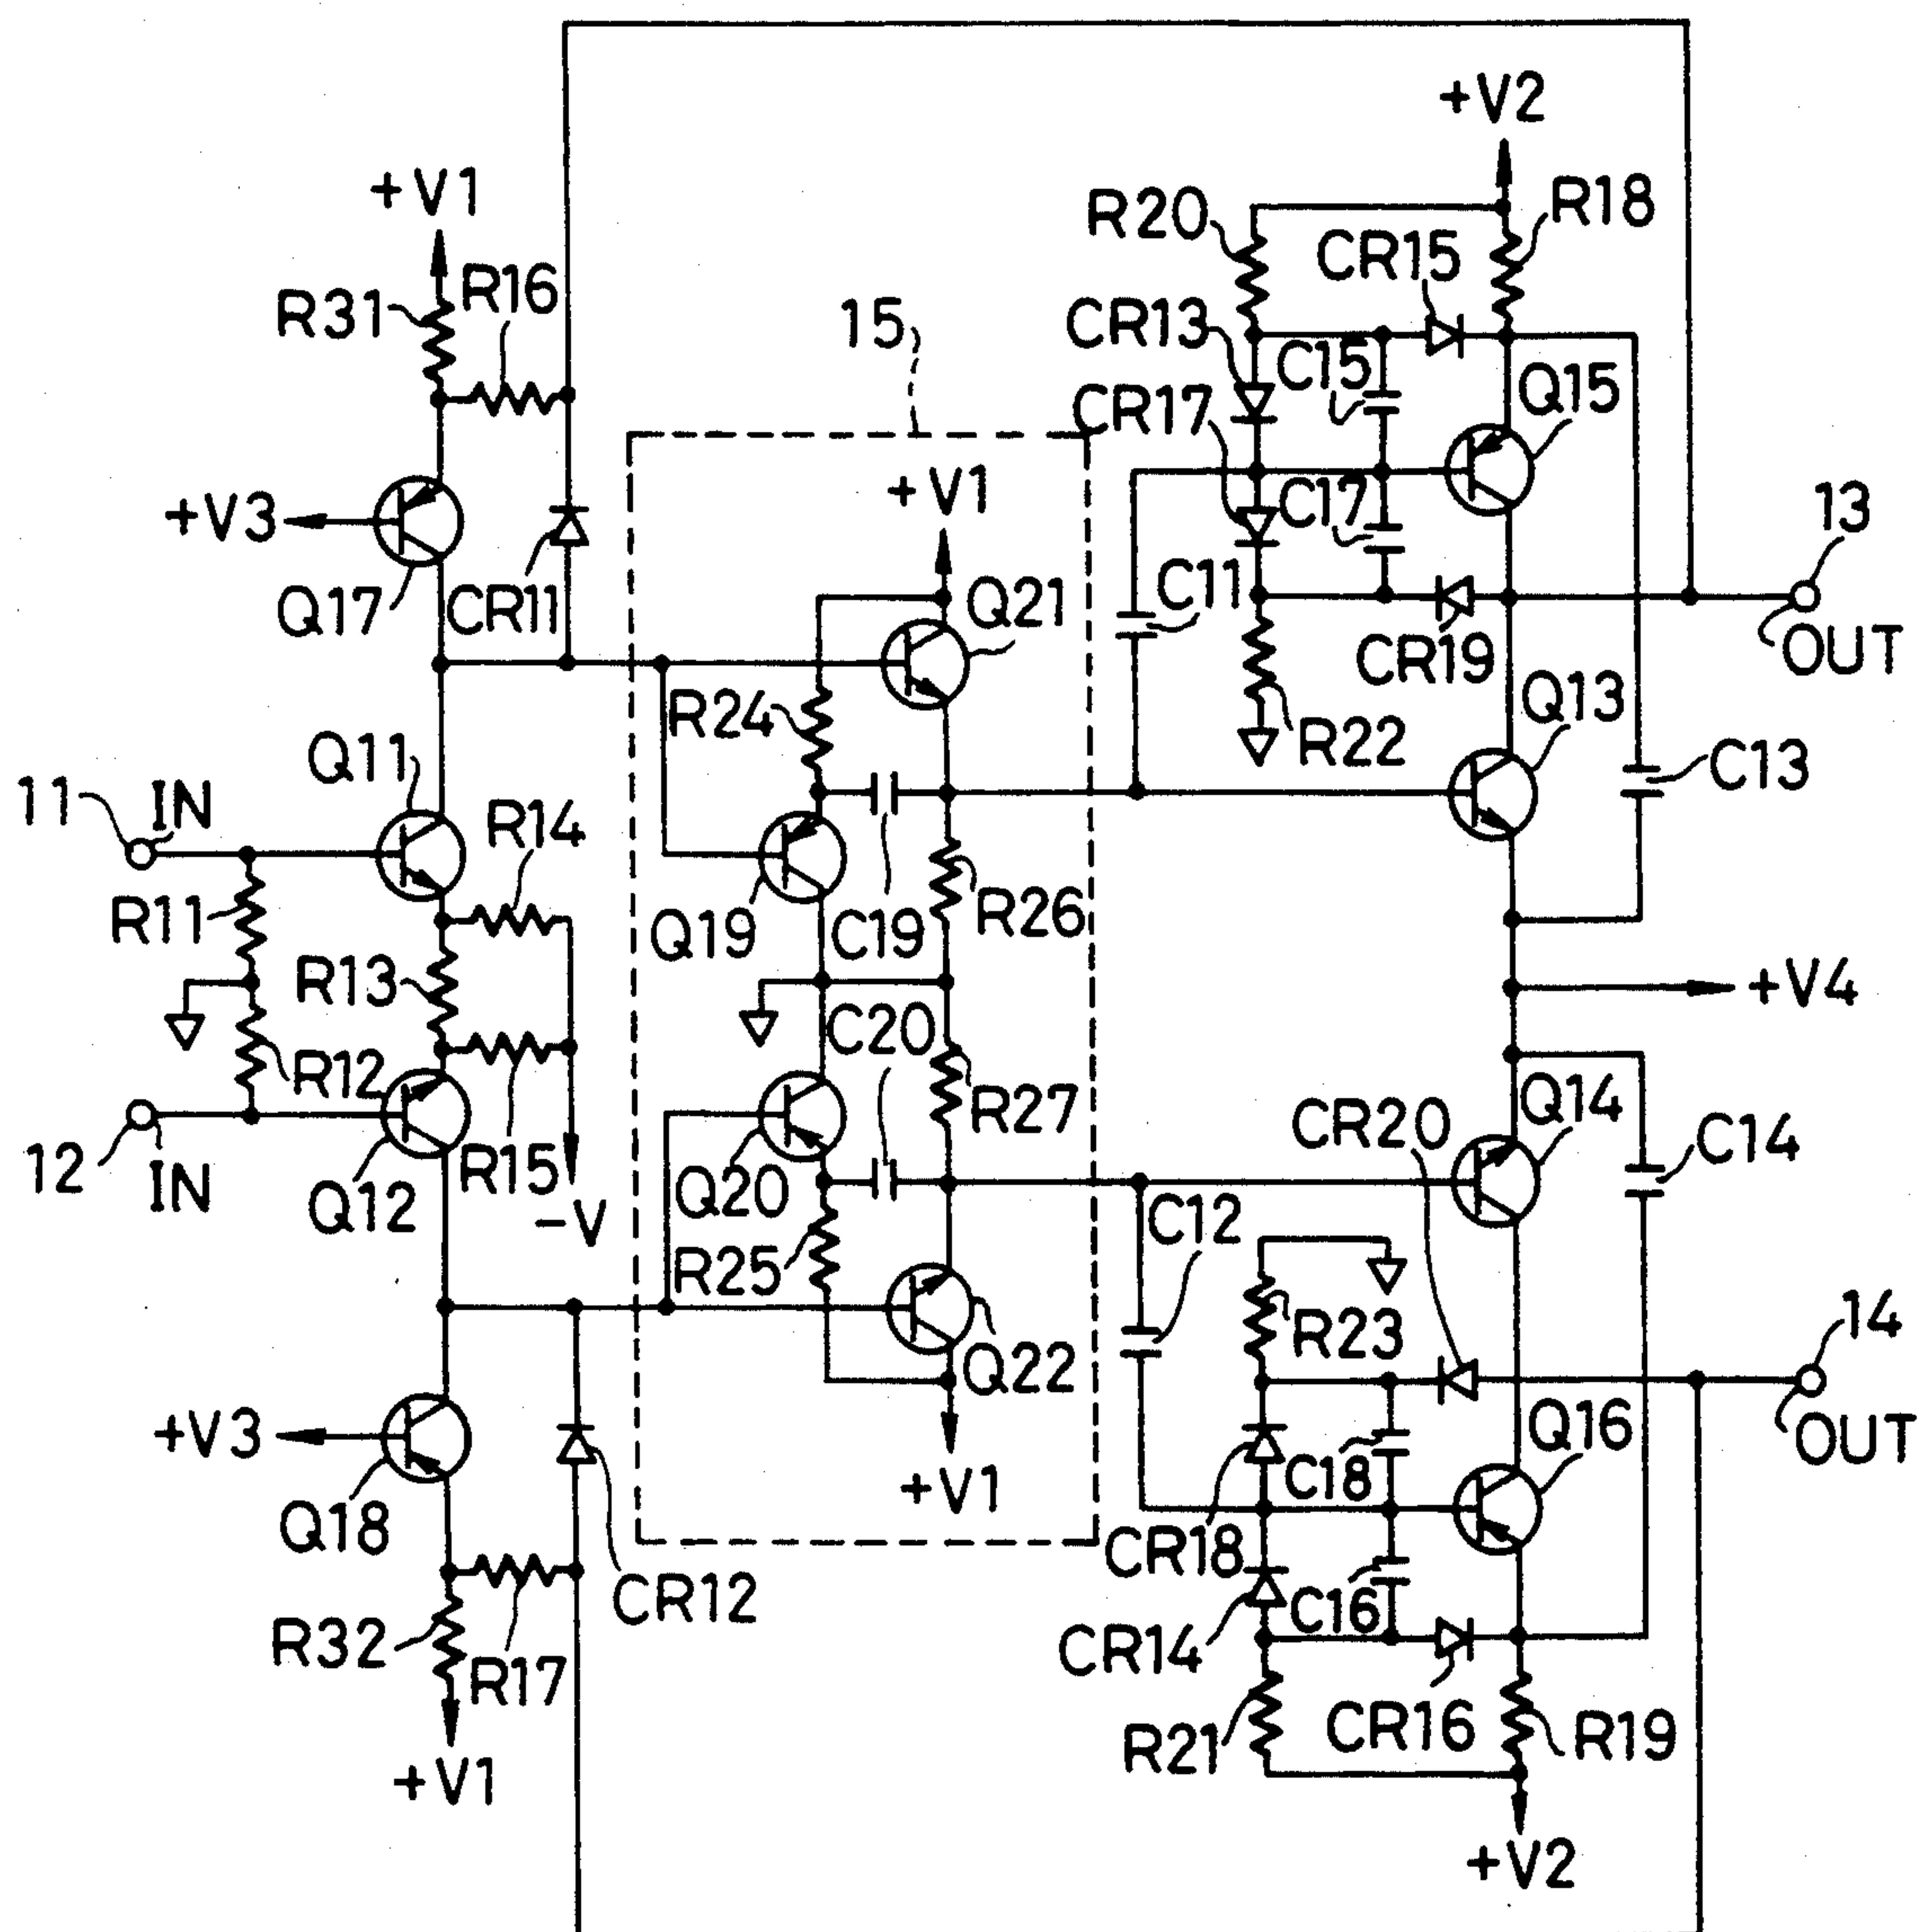 +V2
+V1
R20
R18
CR15
R16
R31
15
CR13
C15
Q15
CR17
+V1
+V3
C17
13
Q17
CR11
Q21
C11
CR19
OUT
R24
Q13
R22
Q11
C13
11
IN
R14
R11
Q19
C19
R26
R13
+V4
C20
R12
R27
CR20
Q14
C14
12
IN
Q12
R15
Q20
C12
-V
R25
R23
14
Q22
+V3
Q16
OUT
C18
+V1
Q18
CR18
CR12
C16
R32
CR14
R17
R21
CR16
R19
+V1
+V2